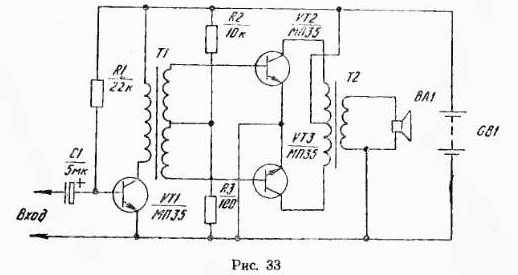 R1
22к
C1
5мк
+
Вход
VT1
МП35
T1
R2
10к
R3
100
VT2
МП35
VT3
МП35
T2
BA1
GB1
Рис. 33